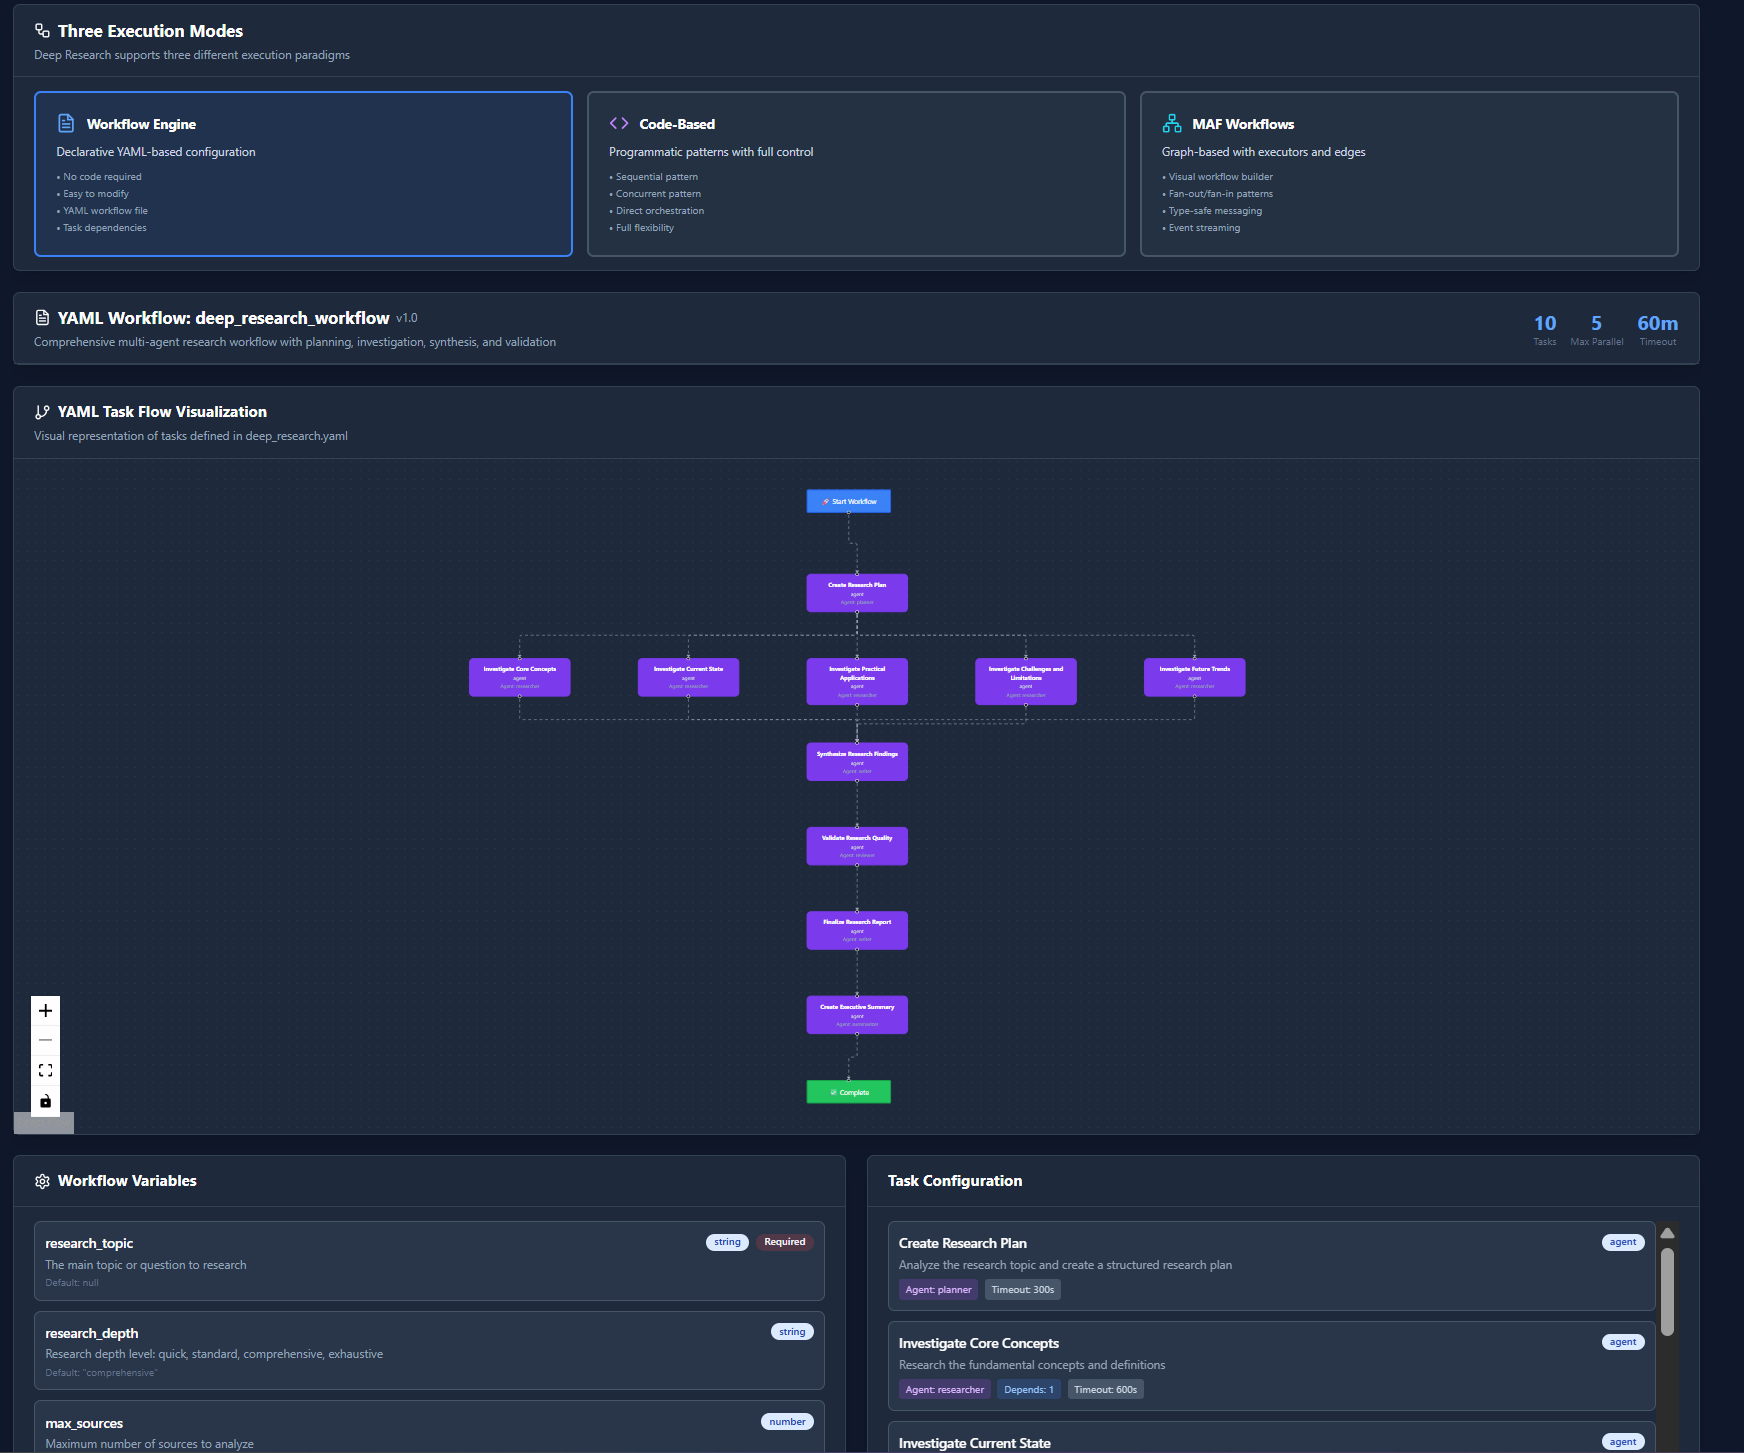 Three Execution Modes
Deep Research supports three different execution paradigms
Workflow Engine
Declarative YAML-based configuration
• No code required
• Easy to modify
• YAML workflow file
• Task dependencies
Code-Based
Programmatic patterns with full control
• Sequential pattern
• Concurrent pattern
• Direct orchestration
• Full flexibility
MAF Workflows
Graph-based with executors and edges
• Visual workflow builder
• Fan-out/fan-in patterns
• Type-safe messaging
• Event streaming
YAML Workflow: deep_research_workflow v1.0
Comprehensive multi-agent research workflow with planning, investigation, synthesis, and validation
10 5 60m
Tasks Max Parallel Timeout
YAML Task Flow Visualization
Visual representation of tasks defined in deep_research.yaml
Start Workflow
Create Research Plan
agent
Agent: planner
Investigate Core Concepts
agent
Agent: researcher
Investigate Current State
agent
Agent: researcher
Investigate Practical
Applications
agent
Agent: researcher
Investigate Challenges and
Limitations
agent
Agent: researcher
Investigate Future Trends
agent
Agent: researcher
Synthesize Research Findings
agent
Agent:
Validate Research Quality
agent
Agent: reviewer
Finalize Research Report
agent
Agent:
Create Executive Summary
agent
Agent: summarizer
Complete
Workflow Variables
research_topic string Required
The main topic or question to research
Default: null
research_depth string
Research depth level: quick, standard, comprehensive, exhaustive
Default: "comprehensive"
max_sources number
Maximum number of sources to analyze
Task Configuration
Create Research Plan agent
Analyze the research topic and create a structured research plan
Agent: planner Timeout: 300s
Investigate Core Concepts agent
Research the fundamental concepts and definitions
Agent: researcher Depends: 1 Timeout: 600s
Investigate Current State agent